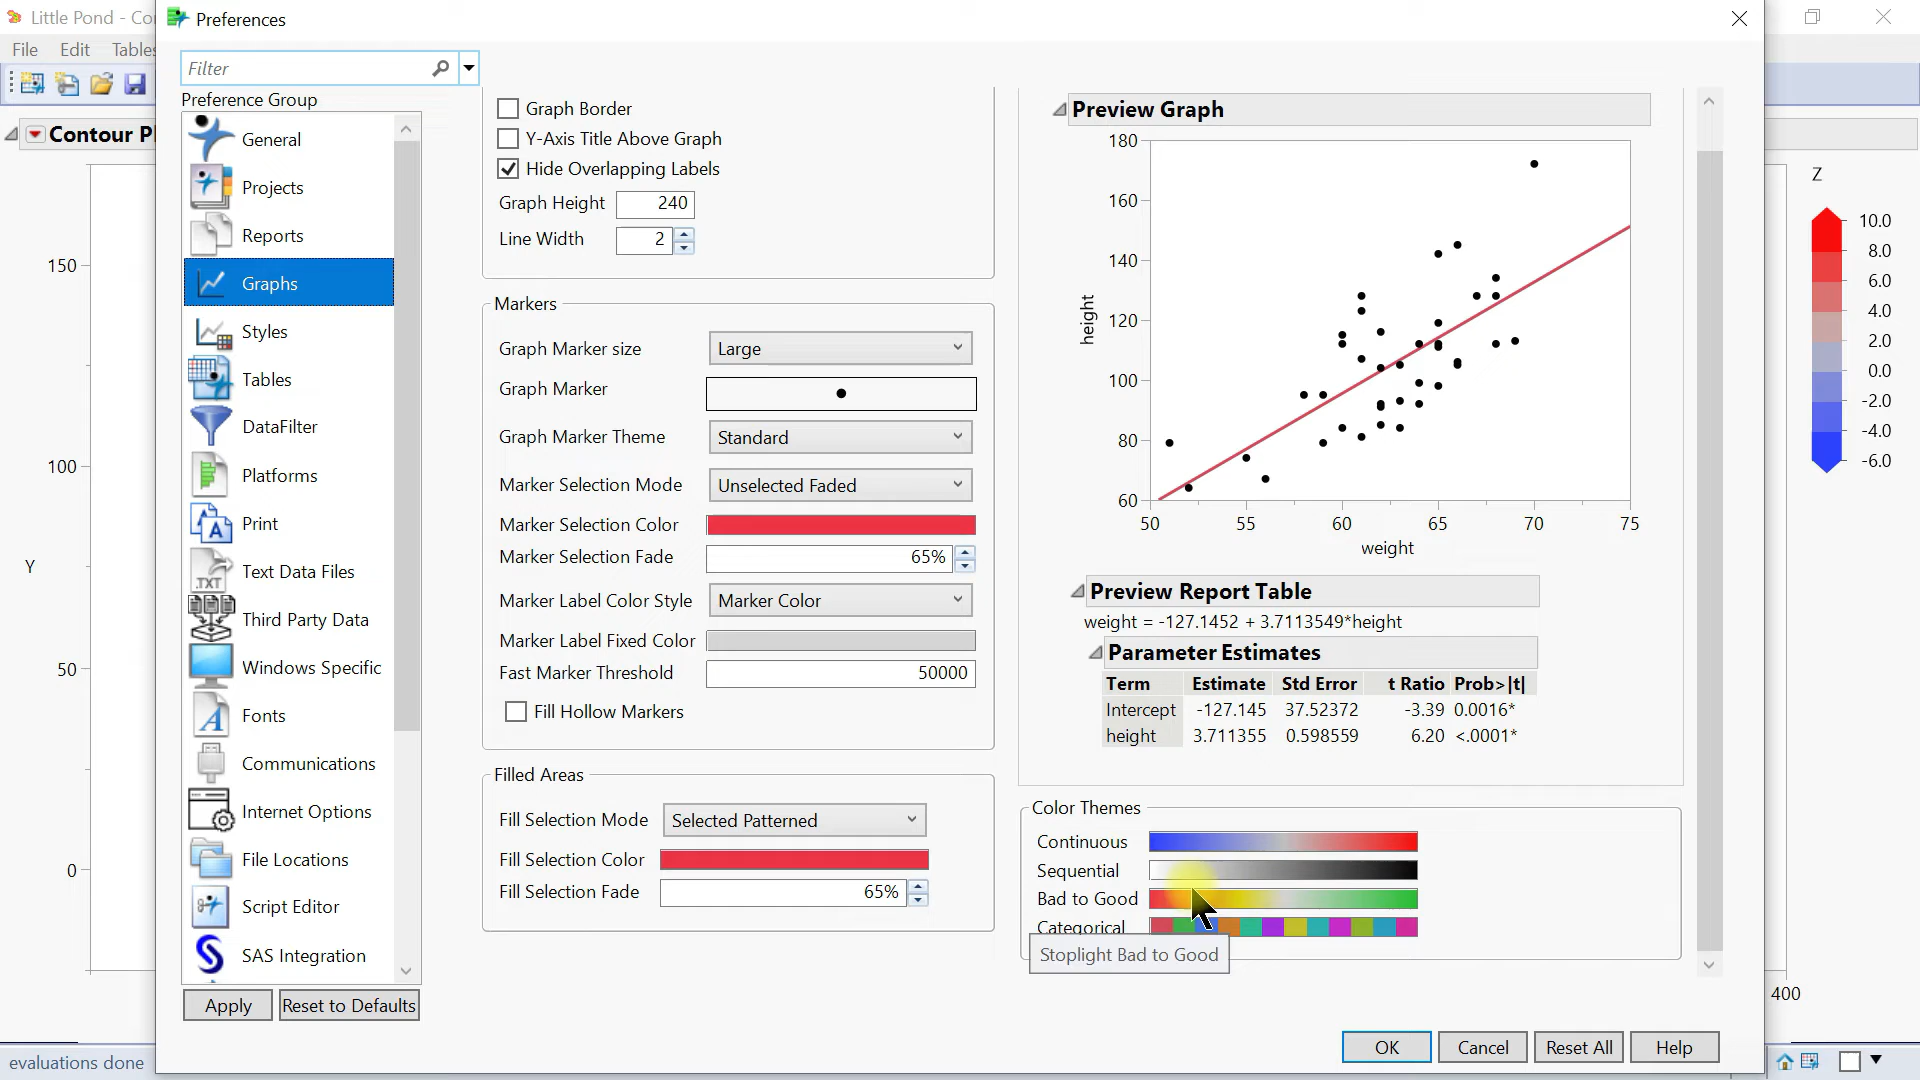 Little Pond - Co
Preferences
File Edit Tables
Filter
Preference Group
Contour Pl
General
Projects
Reports
Graphs
Styles
Tables
DataFilter
Platforms
Print
Text Data Files
Third Party Data
Windows Specific
Fonts
Communications
Internet Options
File Locations
Script Editor
SAS Integration
Apply
Reset to Defaults
Graph Border
Y-Axis Title Above Graph
Hide Overlapping Labels
Graph Height 240
Line Width 2
Markers
Graph Marker size Large
Graph Marker
Graph Marker Theme Standard
Marker Selection Mode Unselected Faded
Marker Selection Color
Marker Selection Fade 65%
Marker Label Color Style Marker Color
Marker Label Fixed Color
Fast Marker Threshold 50000
Fill Hollow Markers
Filled Areas
Fill Selection Mode Selected Patterned
Fill Selection Color
Fill Selection Fade 65%
Preview Graph
180
160
140
120
100
80
60
height
50 55 60 65 70 75
weight
Preview Report Table
weight = -127.1452 + 3.7113549*height
Parameter Estimates
Term Estimate Std Error t Ratio Prob>|t|
Intercept -127.145 37.52372 -3.39 0.0016*
height 3.711355 0.598559 6.20 <.0001*
Color Themes
Continuous
Sequential
Bad to Good
Categorical
Stoplight Bad to Good
OK
Cancel
Reset All
Help
150
100
50
0
Y
Z
10.0
8.0
6.0
4.0
2.0
0.0
-2.0
-4.0
-6.0
400
evaluations done
.TXT